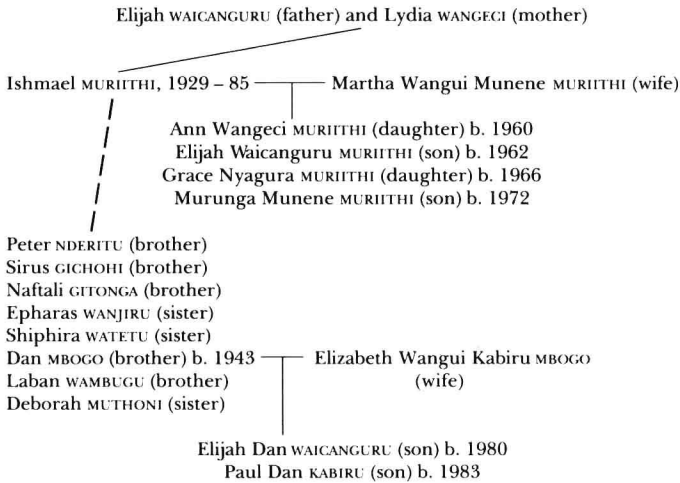 Elijah WAICANGURU (father) and Lydia WANGECI (mother)
Ishmael MURIITHI, 1929 – 85 Martha Wangui Munene MURIITHI (wife)
Ann Wangeci MURIITHI (daughter) b. 1960
Elijah Waicanguru MURIITHI (son) b. 1962
Grace Nyagura MURIITHI (daughter) b. 1966
Murunga Munene MURIITHI (son) b. 1972
Peter NDERITU (brother)
Sirus GICHOHI (brother)
Naftali GITONGA (brother)
Epharas WANJIRU (sister)
Shiphira WATETU (sister)
Dan MBOGO (brother) b. 1943 Elizabeth Wangui Kabiru MBOGO
Laban WAMBUGU (brother) (wife)
Deborah MUTHONI (sister)
Elijah Dan WAICANGURU (son) b. 1980
Paul Dan KABIRU (son) b. 1983